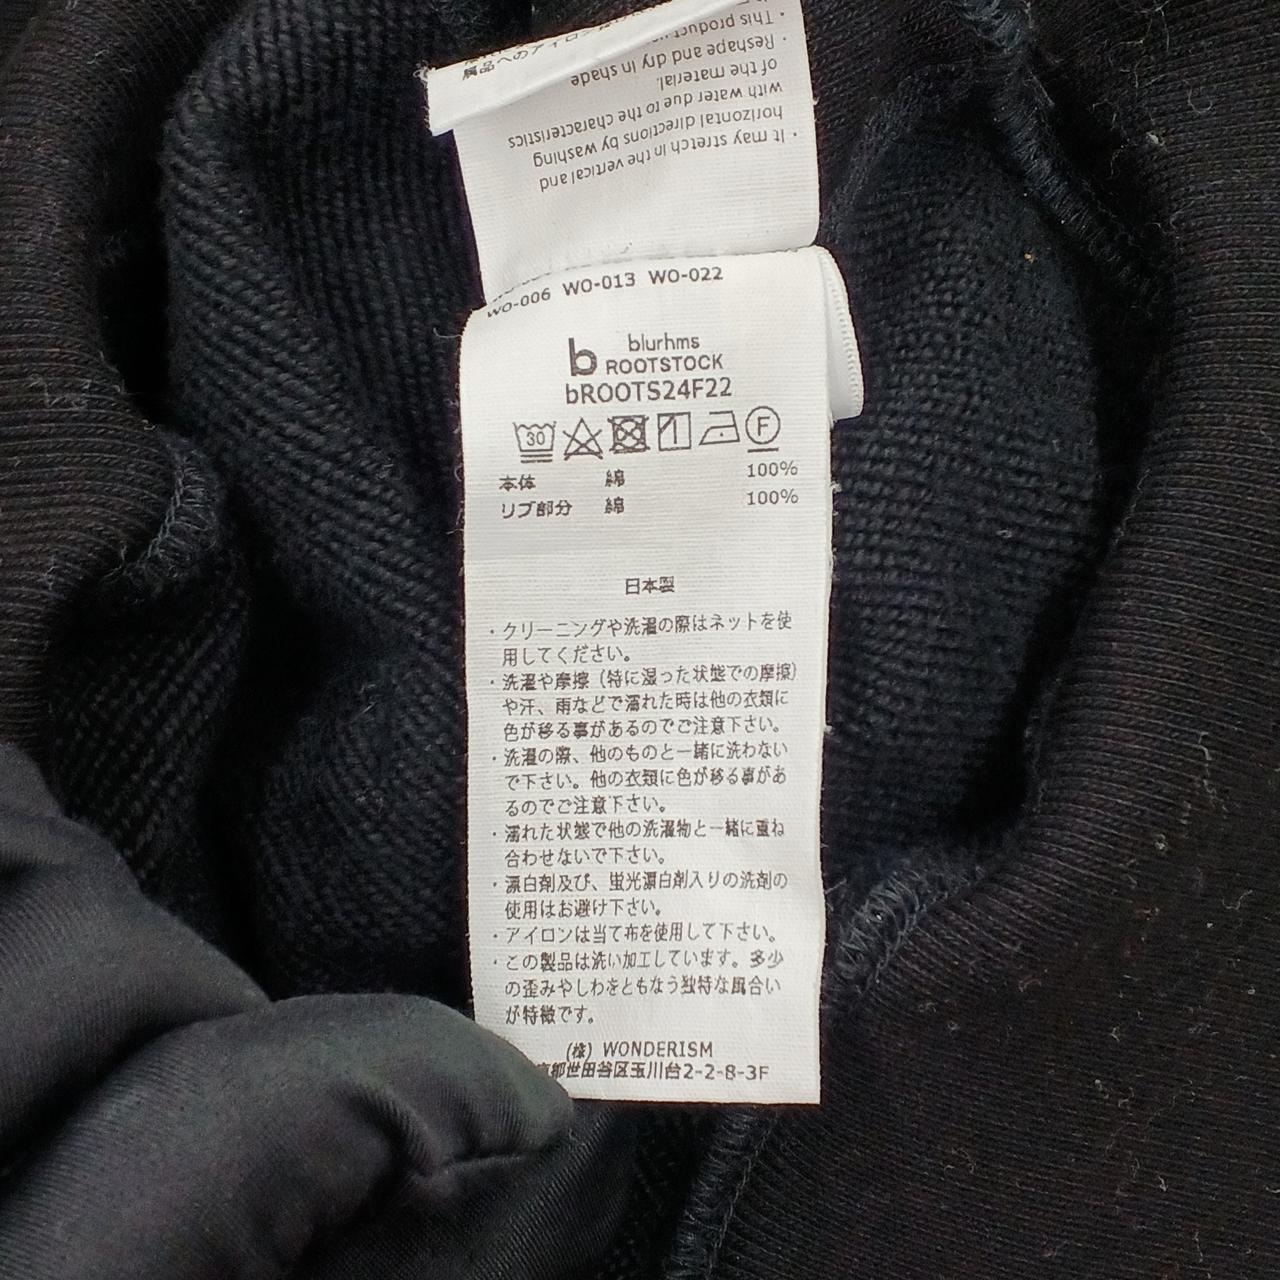 属品へのアイロン
· This product
· Reshape and dry in shade
of the material.
with water due to the characteristics
horizontal directions by washing
· It may stretch in the vertical and
WO-006 WO-013 WO-022
b blurhms
ROOTSTOCK
bROOTS24F22
30 F
本体 綿 100%
リブ部分 綿 100%
日本製
・クリーニングや洗濯の際はネットを使
用してください。
・洗濯や摩擦（特に湿った状態での摩擦）
や汗、雨などで濡れた時は他の衣類に
色が移る事があるのでご注意下さい。
・洗濯の際、他のものと一緒に洗わない
で下さい。他の衣類に色が移る事があ
るのでご注意下さい。
・濡れた状態で他の洗濯物と一緒に重ね
合わせないで下さい。
・漂白剤及び、蛍光漂白剤入りの洗剤の
使用はお避け下さい。
・アイロンは当て布を使用して下さい。
・この製品は洗い加工しています。多少
の歪みやしわをともなう独特な風合い
が特徴です。
(株) WONDERISM
京都世田谷区玉川台2-2-8-3F